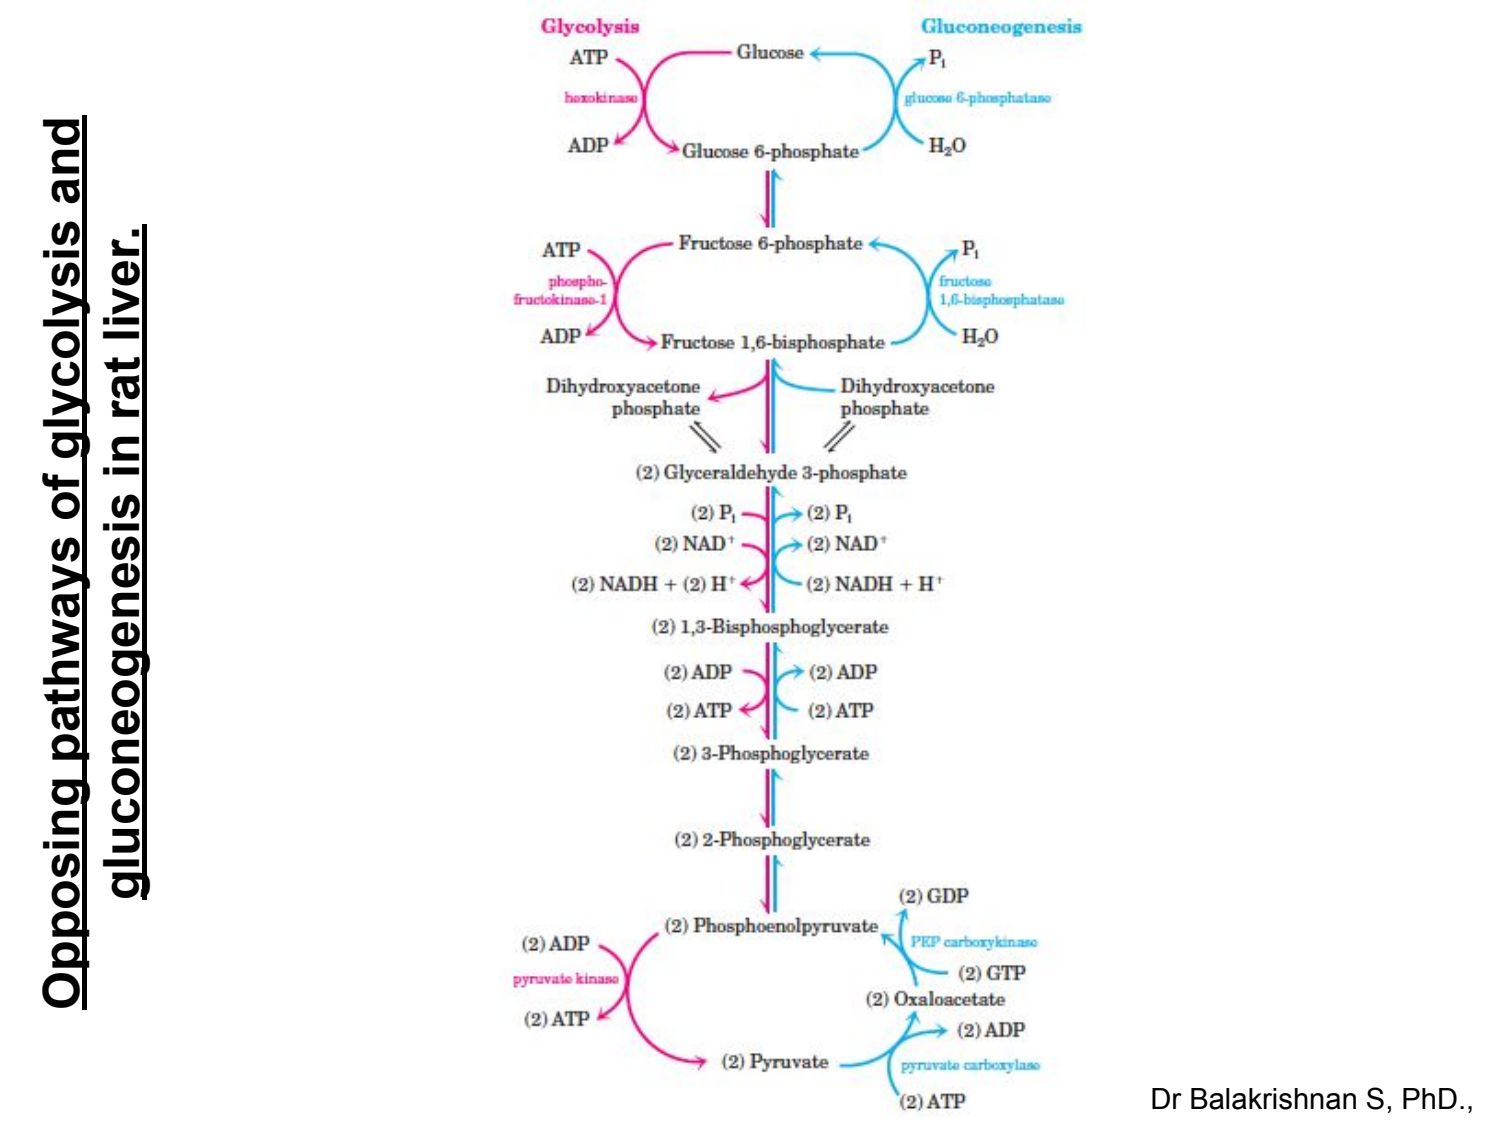 Opposing pathways of glycolysis and
gluconeogenesis in rat liver.
Glycolysis
Gluconeogenesis
ATP
Glucose
Pi
hexokinase
glucose 6-phosphatase
ADP
Glucose 6-phosphate
H₂O
ATP
Fructose 6-phosphate
Pi
phospho-
fructokinase-1
fructose
1,6-bisphosphatase
ADP
Fructose 1,6-bisphosphate
H₂O
Dihydroxyacetone
phosphate
Dihydroxyacetone
phosphate
(2) Glyceraldehyde 3-phosphate
(2) Pi
(2) Pi
(2) NAD⁺
(2) NAD⁺
(2) NADH + (2) H⁺
(2) NADH + H⁺
(2) 1,3-Bisphosphoglycerate
(2) ADP
(2) ADP
(2) ATP
(2) ATP
(2) 3-Phosphoglycerate
(2) 2-Phosphoglycerate
(2) GDP
(2) Phosphoenolpyruvate
(2) ADP
PEP carboxykinase
pyruvate kinase
(2) GTP
(2) Oxaloacetate
(2) ATP
(2) ADP
(2) Pyruvate
pyruvate carboxylase
(2) ATP
Dr Balakrishnan S, PhD.,